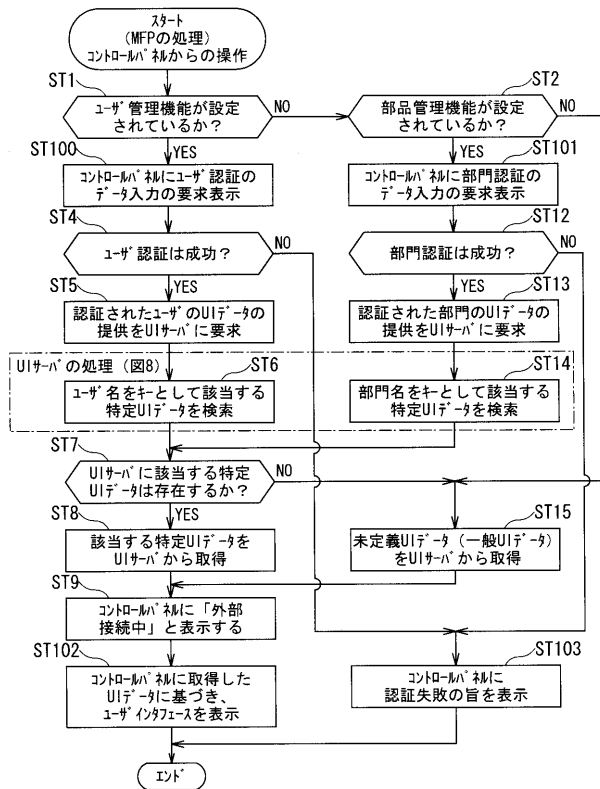 スタート
(MFPの処理)
コントロールパネルからの操作
ST1
ユーザ管理機能が設定
されているか？
NO
ST2
部品管理機能が設定
されているか？
NO
YES
ST100
コントロールパネルにユーザ認証の
データ入力の要求表示
YES
ST101
コントロールパネルに部門認証の
データ入力の要求表示
ST4
ユーザ認証は成功？
NO
ST12
部門認証は成功？
NO
YES
ST5
認証されたユーザのUIデータの
提供をUIサーバに要求
YES
ST13
認証された部門のUIデータの
提供をUIサーバに要求
UIサーバの処理（図8）
ST6
ユーザ名をキーとして該当する
特定UIデータを検索
ST14
部門名をキーとして該当する
特定UIデータを検索
ST7
UIサーバに該当する特定
UIデータは存在するか？
NO
YES
ST8
該当する特定UIデータを
UIサーバから取得
ST15
未定義UIデータ（一般UIデータ）
をUIサーバから取得
ST9
コントロールパネルに「外部
接続中」と表示する
ST102
コントロールパネルに取得した
UIデータに基づき、
ユーザインタフェースを表示
ST103
コントロールパネルに
認証失敗の旨を表示
エンド